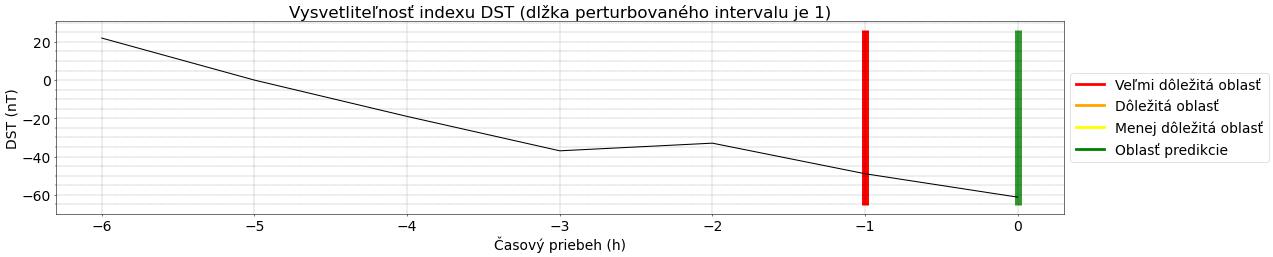 Vysvetliteľnosť indexu DST (dlžka perturbovaného intervalu je 1)
DST (nT)
20
0
−20
−40
−60
−6
−5
−4
−3
−2
−1
0
Časový priebeh (h)
Veľmi dôležitá oblasť
Dôležitá oblasť
Menej dôležitá oblasť
Oblasť predikcie